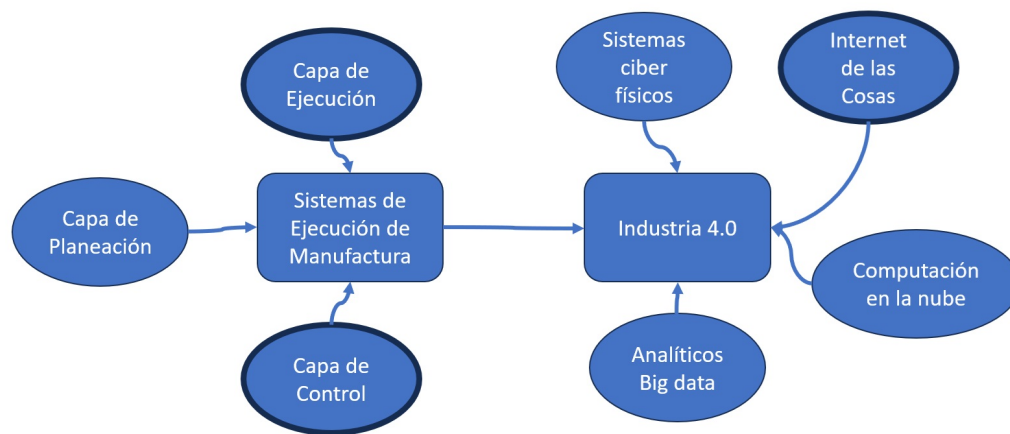 Capa de
Ejecución
Sistemas
ciber
físicos
Internet
de las
Cosas
Capa de
Planeación
Sistemas de
Ejecución de
Manufactura
Industria 4.0
Computación
en la nube
Capa de
Control
Analíticos
Big data